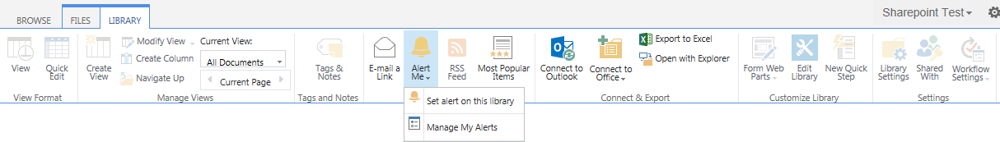 BROWSE FILES LIBRARY Sharepoint Test
View
Quick Edit
View Format
Create View
Modify View
Create Column
Navigate Up
Current View:
All Documents
Current Page
Manage Views
Tags & Notes
Tags and Notes
E-mail a Link
Alert Me
RSS Feed
Most Popular Items
Set alert on this library
Manage My Alerts
Connect to Outlook
Connect to Office
Export to Excel
Open with Explorer
Connect & Export
Form Web Parts
Edit Library
New Quick Step
Customize Library
Library Settings
Shared With
Workflow Settings
Settings